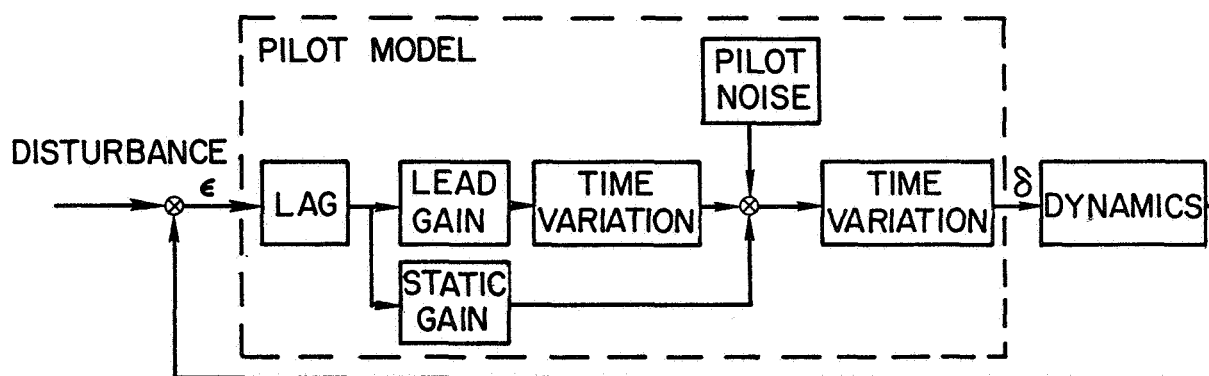 PILOT MODEL
PILOT
NOISE
DISTURBANCE
ϵ
LAG
LEAD
GAIN
TIME
VARIATION
TIME
VARIATION
δ
DYNAMICS
STATIC
GAIN